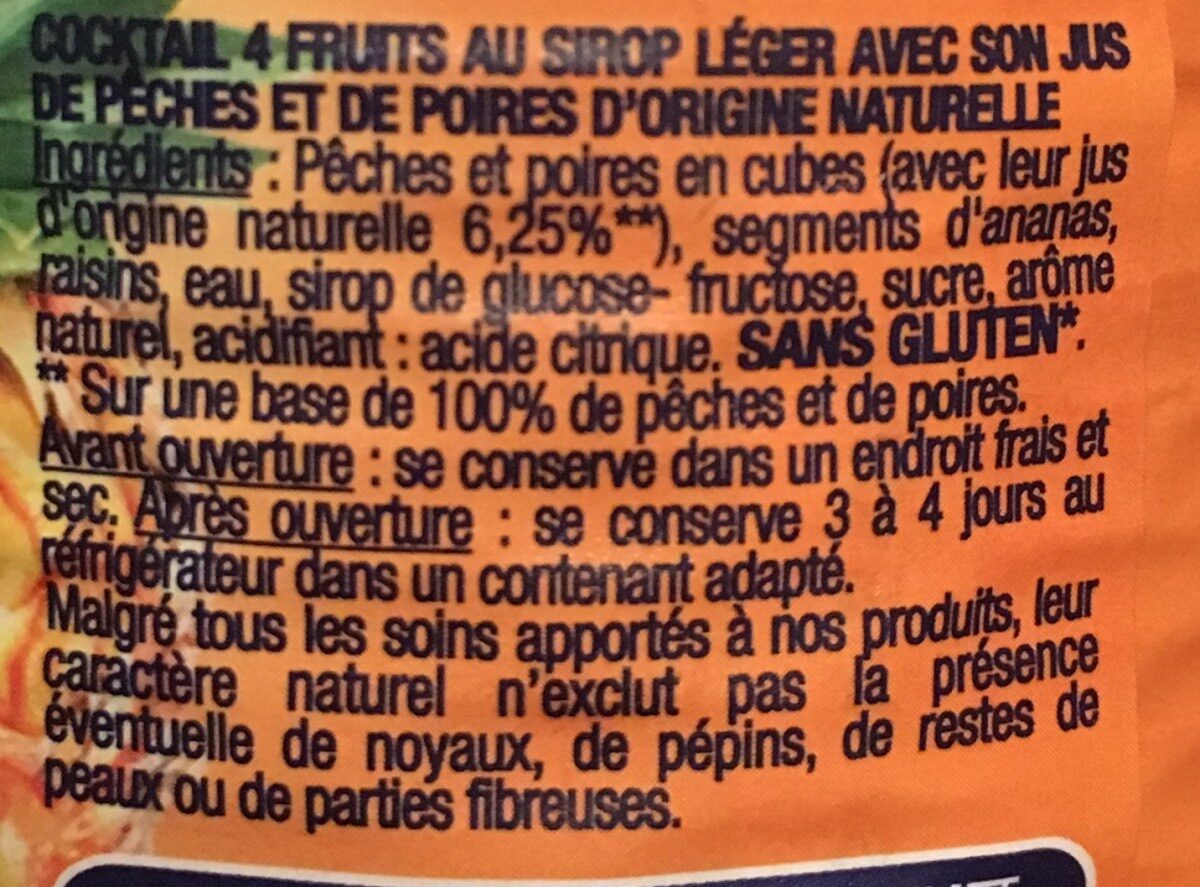 COCKTAIL 4 FRUITS AU SIROP LÉGER AVEC SON JUS
DE PÊCHES ET DE POIRES D'ORIGINE NATURELLE
Ingrédients : Pêches et poires en cubes (avec leur jus
d'origine naturelle 6,25%**), segments d'ananas,
raisins, eau, sirop de glucose- fructose, sucre, arôme
naturel, acidifiant : acide citrique. SANS GLUTEN*.
** Sur une base de 100% de pêches et de poires.
Avant ouverture : se conserve dans un endroit frais et
sec. Après ouverture : se conserve 3 à 4 jours au
réfrigérateur dans un contenant adapté.
Malgré tous les soins apportés à nos produits, leur
caractère naturel n'exclut pas la présence
éventuelle de noyaux, de pépins, de restes de
peaux ou de parties fibreuses.